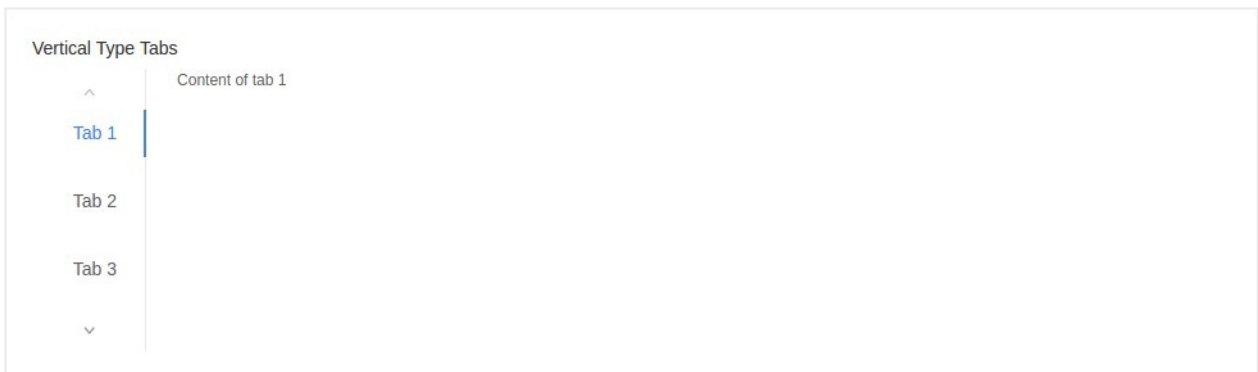 Vertical Type Tabs
Content of tab 1
Tab 1
Tab 2
Tab 3